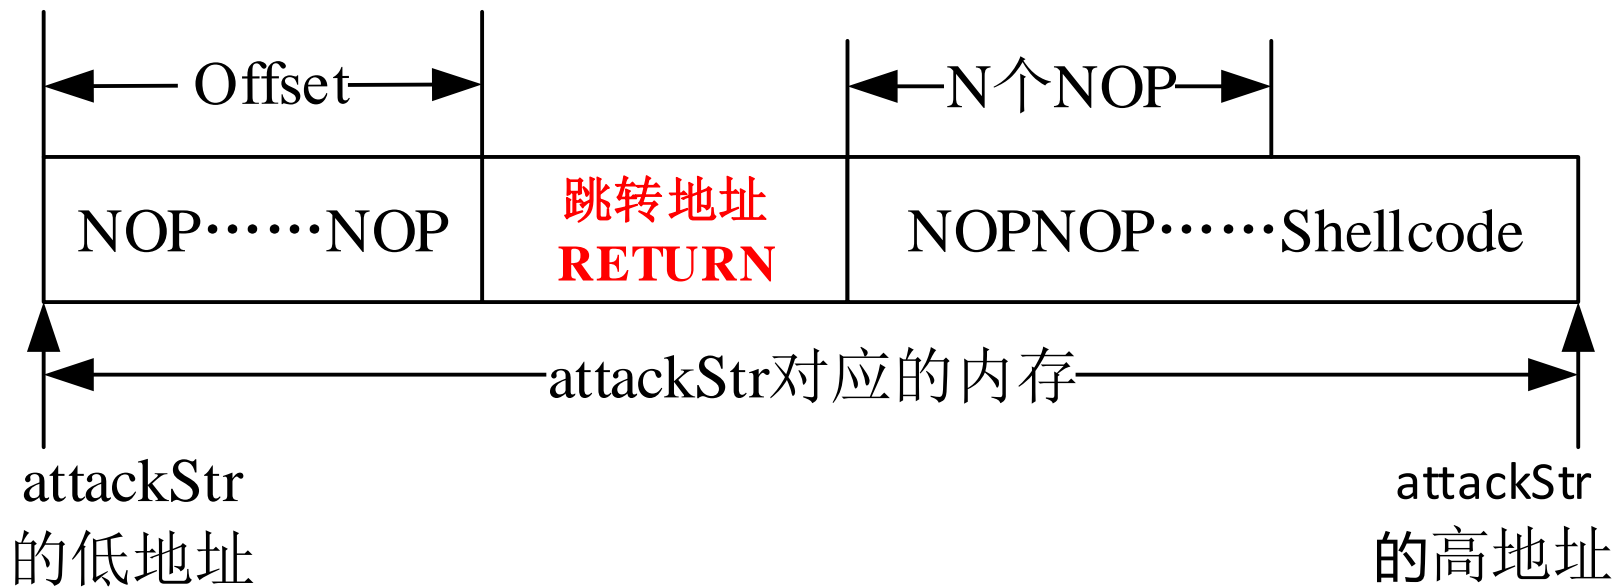 Offset
N个NOP
NOP……NOP
跳转地址
RETURN
NOPNOP……Shellcode
attackStr对应的内存
attackStr
的低地址
attackStr
的高地址